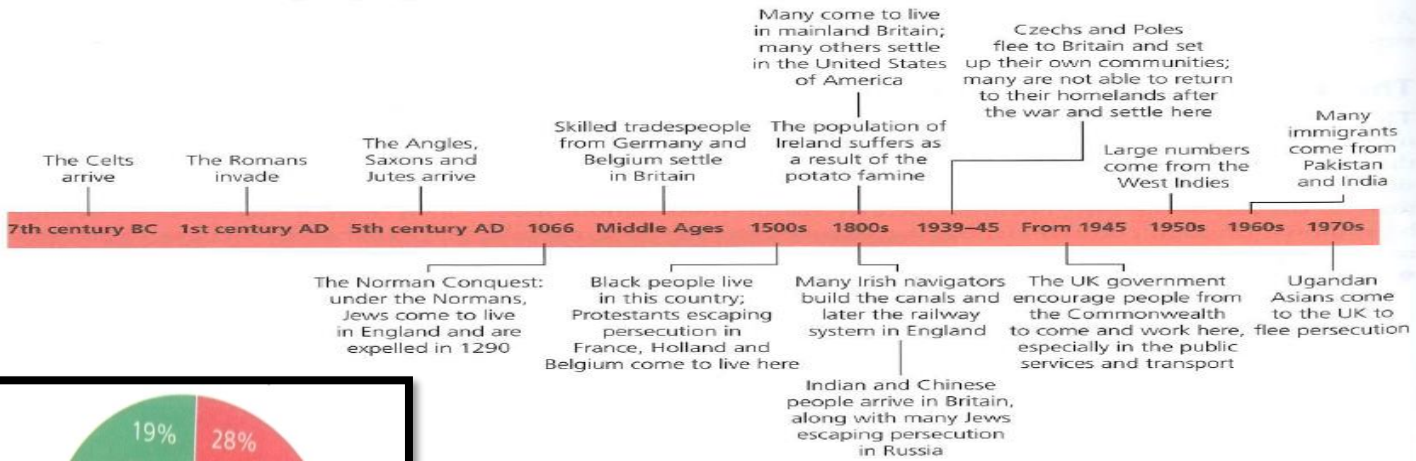 The Celts
arrive
The Romans
invade
The Angles,
Saxons and
Jutes arrive
Skilled tradespeople
from Germany and
Belgium settle
in Britain
Many come to live
in mainland Britain;
many others settle
in the United States
of America
The population of
Ireland suffers as
a result of the
potato famine
Czechs and Poles
flee to Britain and set
up their own communities;
many are not able to return
to their homelands after
the war and settle here
Large numbers
come from the
West Indies
Many
immigrants
come from
Pakistan
and India
7th century BC 1st century AD 5th century AD 1066 Middle Ages 1500s 1800s 1939–45 From 1945 1950s 1960s 1970s
The Norman Conquest:
under the Normans,
Jews come to live
in England and are
expelled in 1290
Black people live
in this country;
Protestants escaping
persecution in
France, Holland and
Belgium come to live here
Many Irish navigators
build the canals and
later the railway
system in England
Indian and Chinese
people arrive in Britain,
along with many Jews
escaping persecution
in Russia
The UK government
encourage people from
the Commonwealth
to come and work here,
especially in the public
services and transport
Ugandan
Asians come
to the UK to
flee persecution
19% 28%